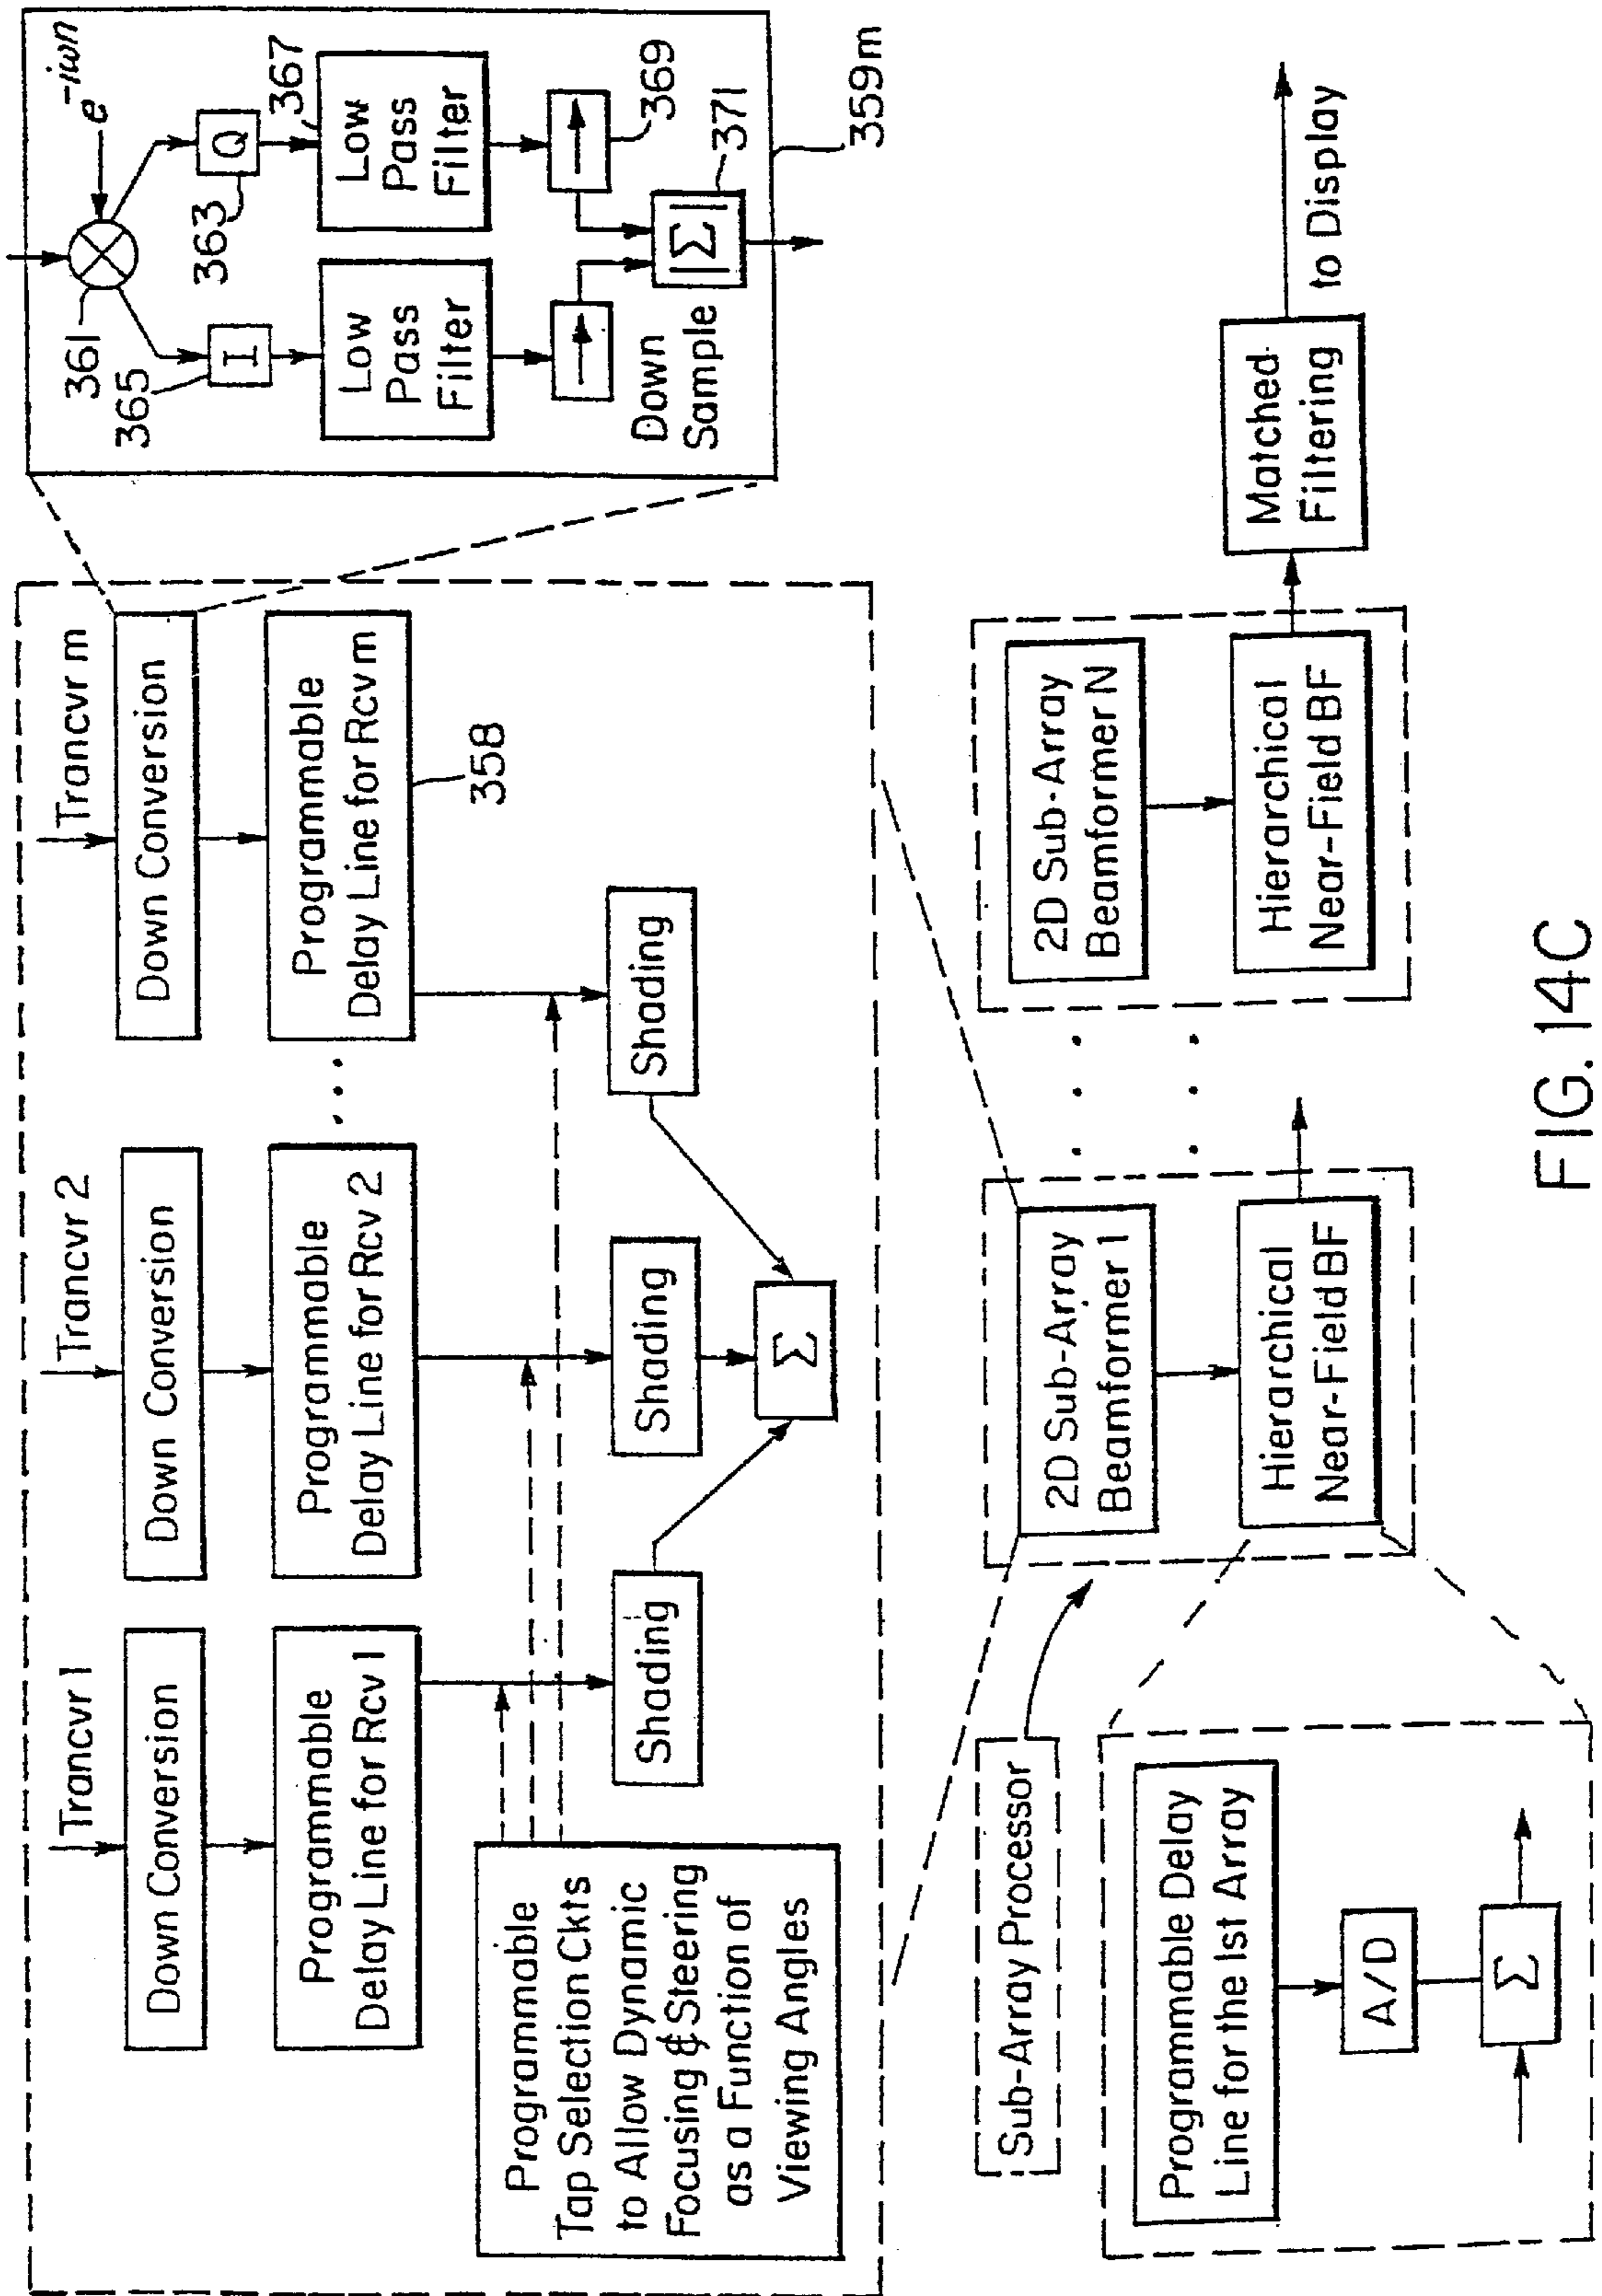 Trancvr 1
Trancvr 2
Trancvr m
Down Conversion
Down Conversion
Down Conversion
Programmable
Delay Line for Rcv 1
Programmable
Delay Line for Rcv 2
. . .
Programmable
Delay Line for Rcv m
358
Programmable
Tap Selection Ckts
to Allow Dynamic
Focusing & Steering
as a Function of
Viewing Angles
Shading
Shading
Shading
Σ
e^-iwn
361
365
I
363
Q
367
Low
Pass
Filter
Low
Pass
Filter
369
Down
Sample
|Σ|
371
359m
Sub-Array Processor
2D Sub-Array
Beamformer 1
Hierarchical
Near-Field BF
. . .
. . .
2D Sub-Array
Beamformer N
Hierarchical
Near-Field BF
Matched
Filtering
to Display
Programmable Delay
Line for the 1st Array
A/D
Σ
FIG. 14C